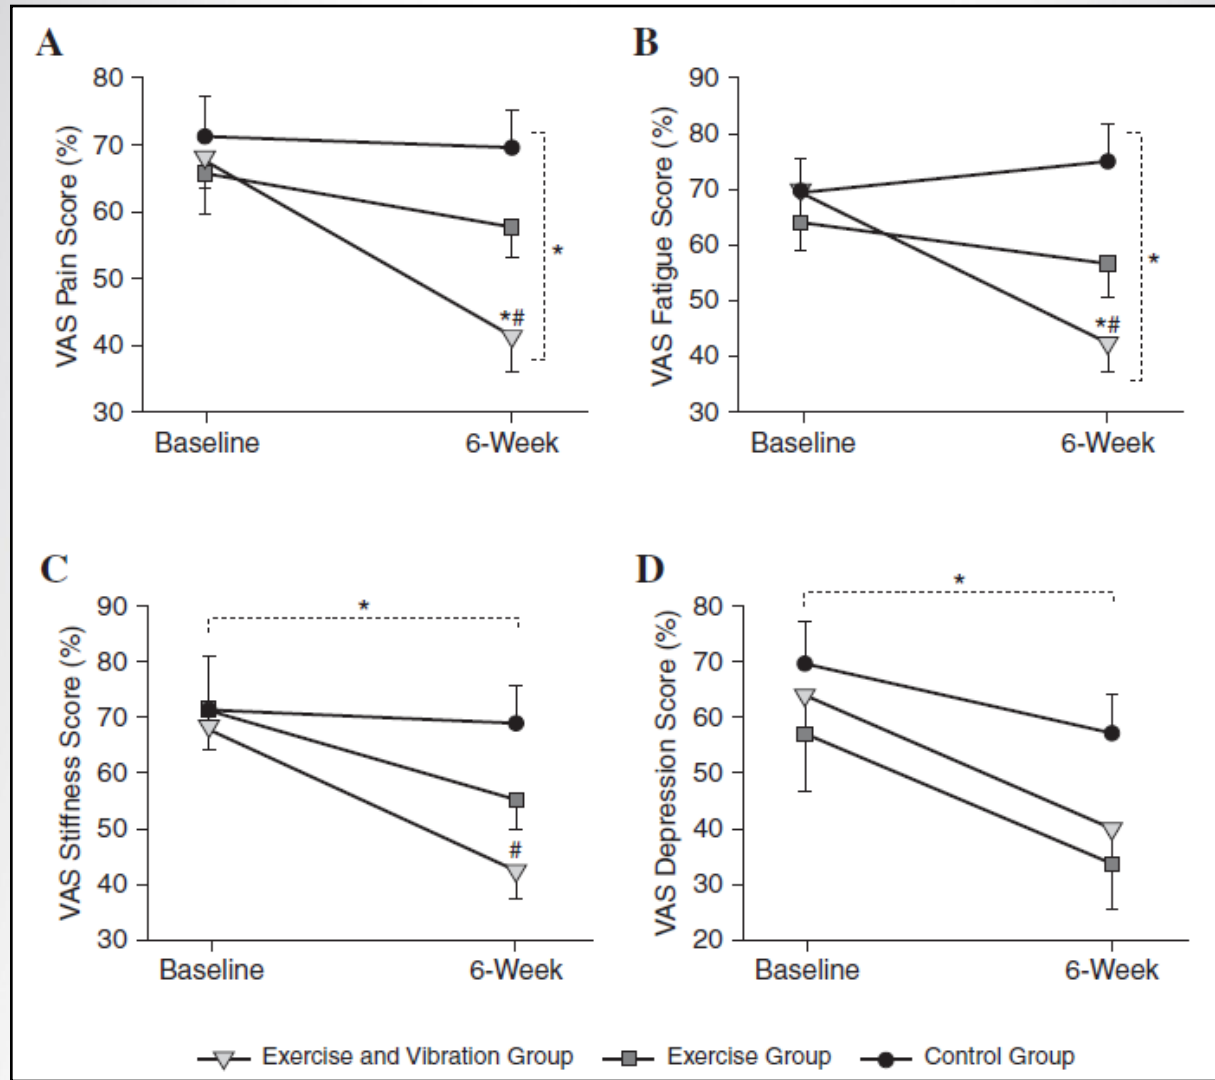 A
VAS Pain Score (%)
80
70
60
50
40
30
*#
*
Baseline 6-Week
B
VAS Fatigue Score (%)
90
80
70
60
50
40
30
*#
*
Baseline 6-Week
C
VAS Stiffness Score (%)
90
80
70
60
50
40
30
*
#
Baseline 6-Week
D
VAS Depression Score (%)
80
70
60
50
40
30
20
*
Baseline 6-Week
Exercise and Vibration Group Exercise Group Control Group